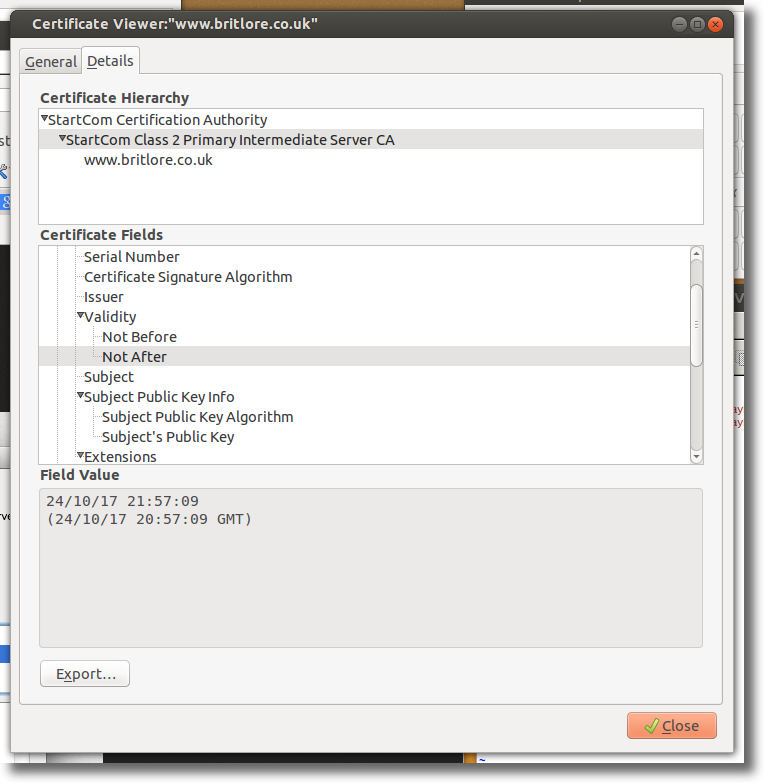 Certificate Viewer:"www.britlore.co.uk"
General Details
Certificate Hierarchy
StartCom Certification Authority
StartCom Class 2 Primary Intermediate Server CA
www.britlore.co.uk
Certificate Fields
Serial Number
Certificate Signature Algorithm
Issuer
Validity
Not Before
Not After
Subject
Subject Public Key Info
Subject Public Key Algorithm
Subject's Public Key
Extensions
Field Value
24/10/17 21:57:09
(24/10/17 20:57:09 GMT)
Export...
Close